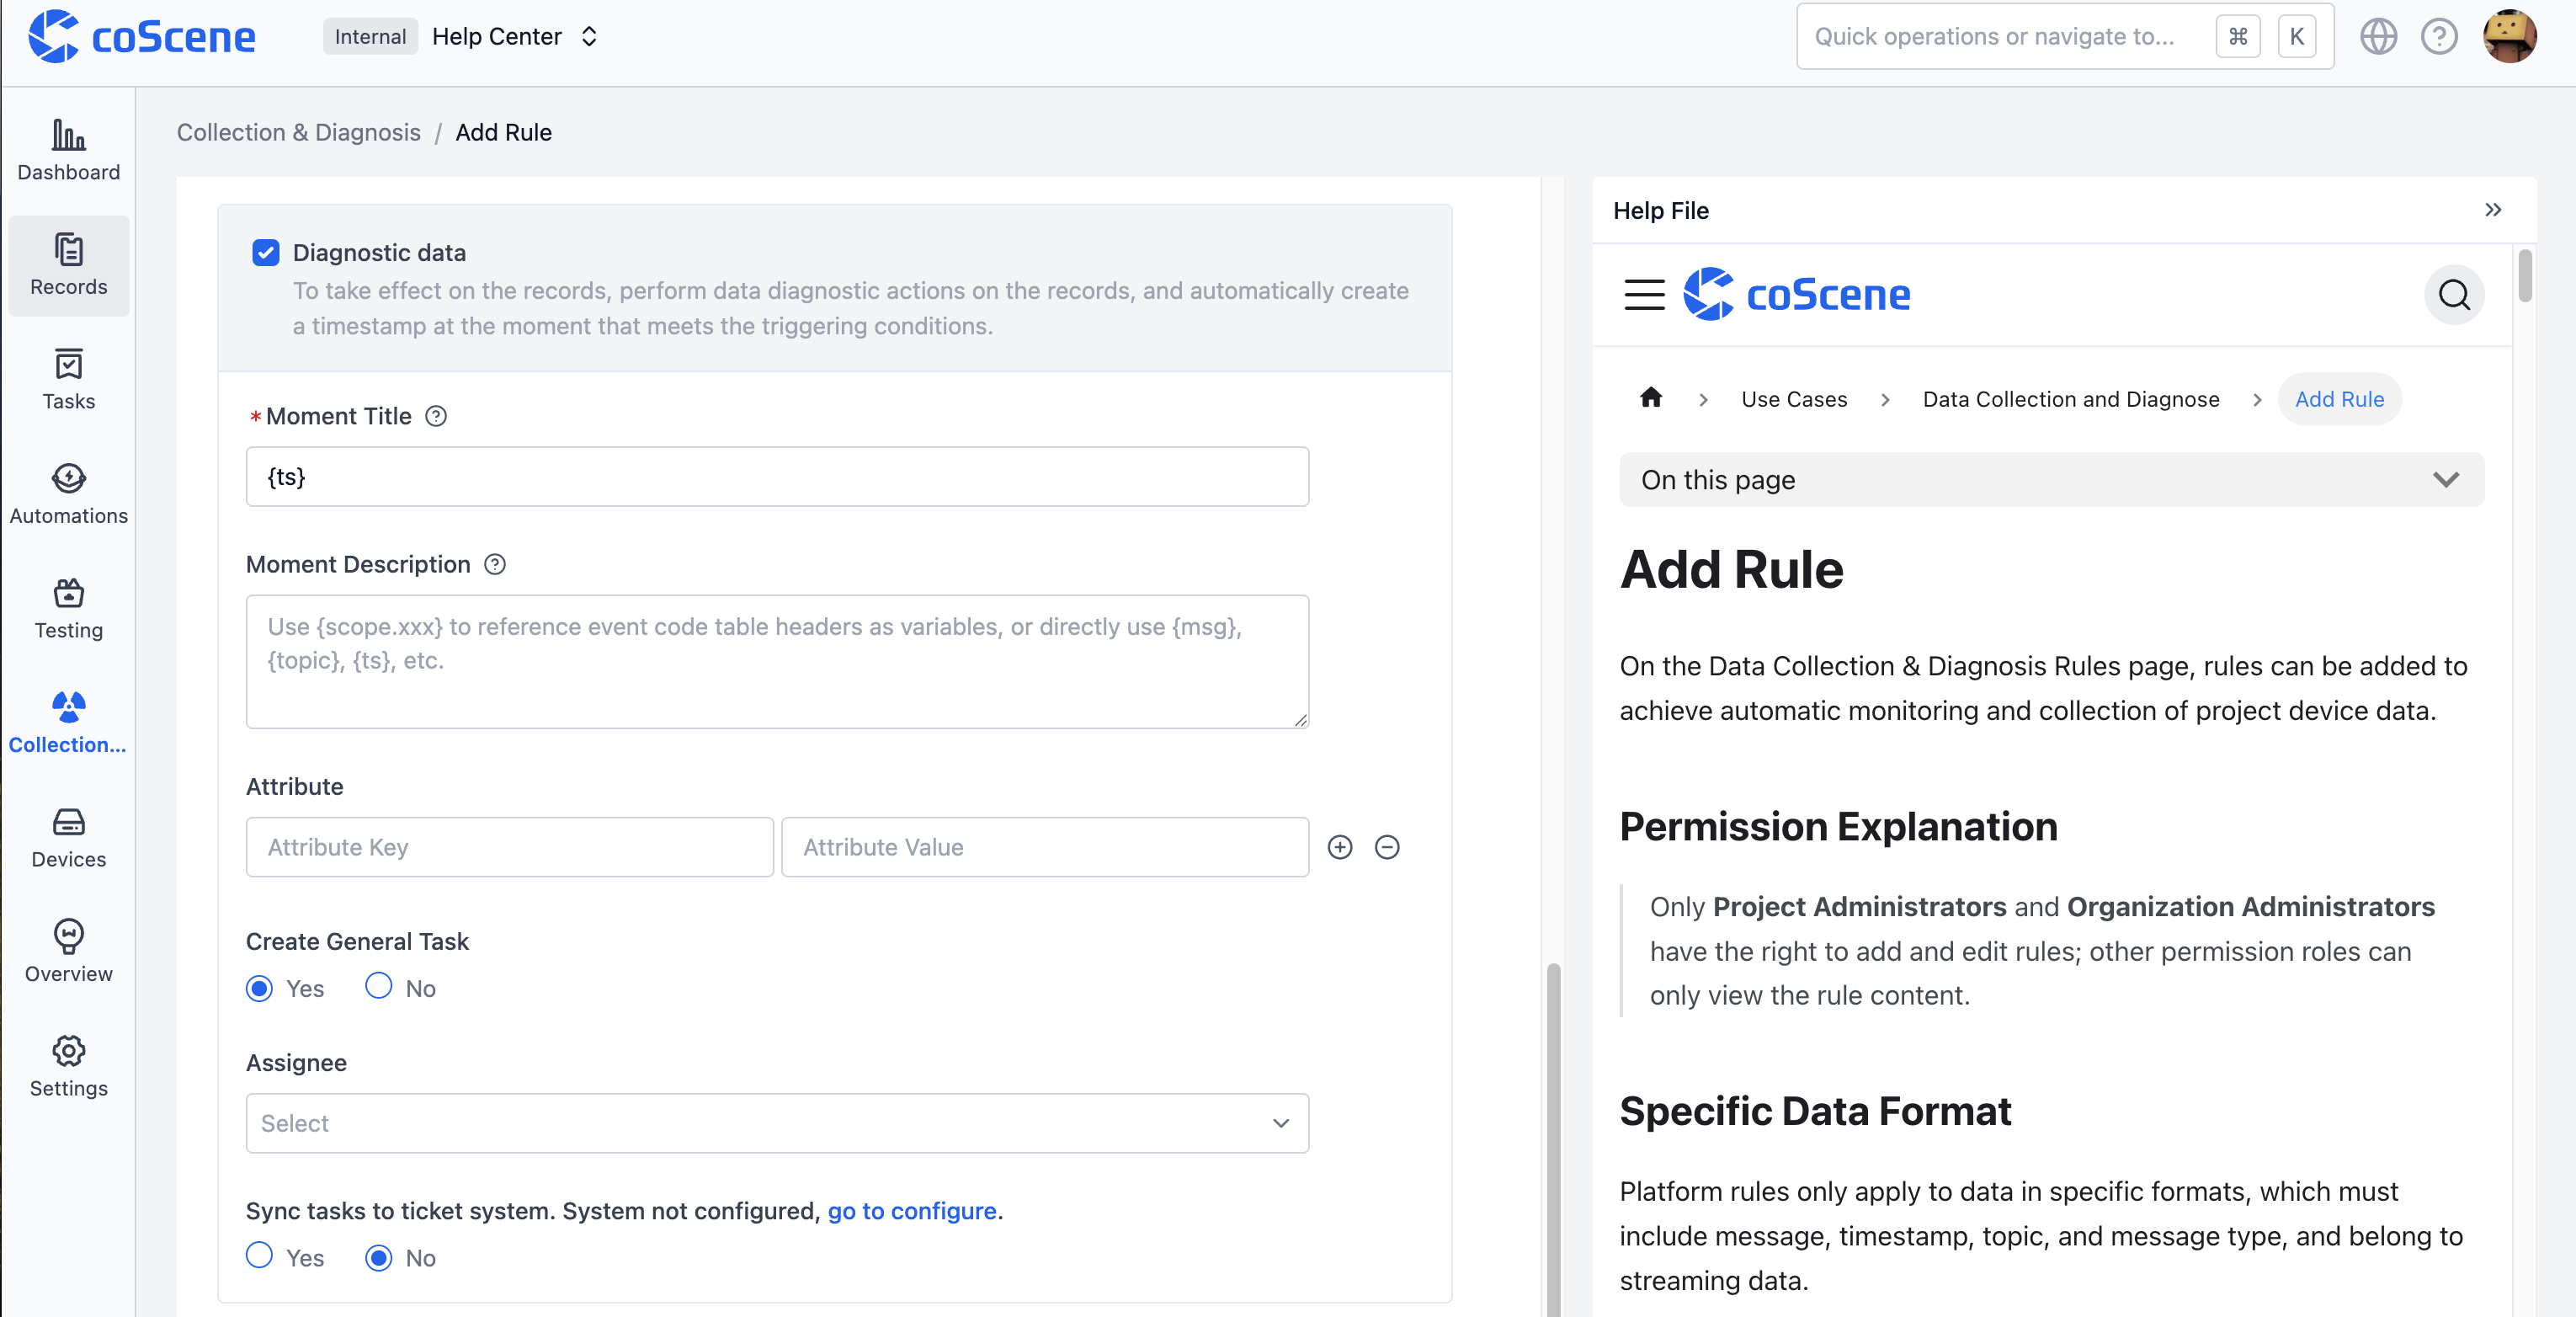 coScene
Internal Help Center
Quick operations or navigate to... ⌘ K
Dashboard
Records
Tasks
Automations
Testing
Collection...
Devices
Overview
Settings
Collection & Diagnosis / Add Rule
Diagnostic data
To take effect on the records, perform data diagnostic actions on the records, and automatically create
a timestamp at the moment that meets the triggering conditions.
* Moment Title
{ts}
Moment Description
Use {scope.xxx} to reference event code table headers as variables, or directly use {msg},
{topic}, {ts}, etc.
Attribute
Attribute Key Attribute Value
Create General Task
Yes No
Assignee
Select
Sync tasks to ticket system. System not configured, go to configure.
Yes No
Help File
coScene
Use Cases Data Collection and Diagnose Add Rule
On this page
Add Rule
On the Data Collection & Diagnosis Rules page, rules can be added to
achieve automatic monitoring and collection of project device data.
Permission Explanation
Only Project Administrators and Organization Administrators
have the right to add and edit rules; other permission roles can
only view the rule content.
Specific Data Format
Platform rules only apply to data in specific formats, which must
include message, timestamp, topic, and message type, and belong to
streaming data.